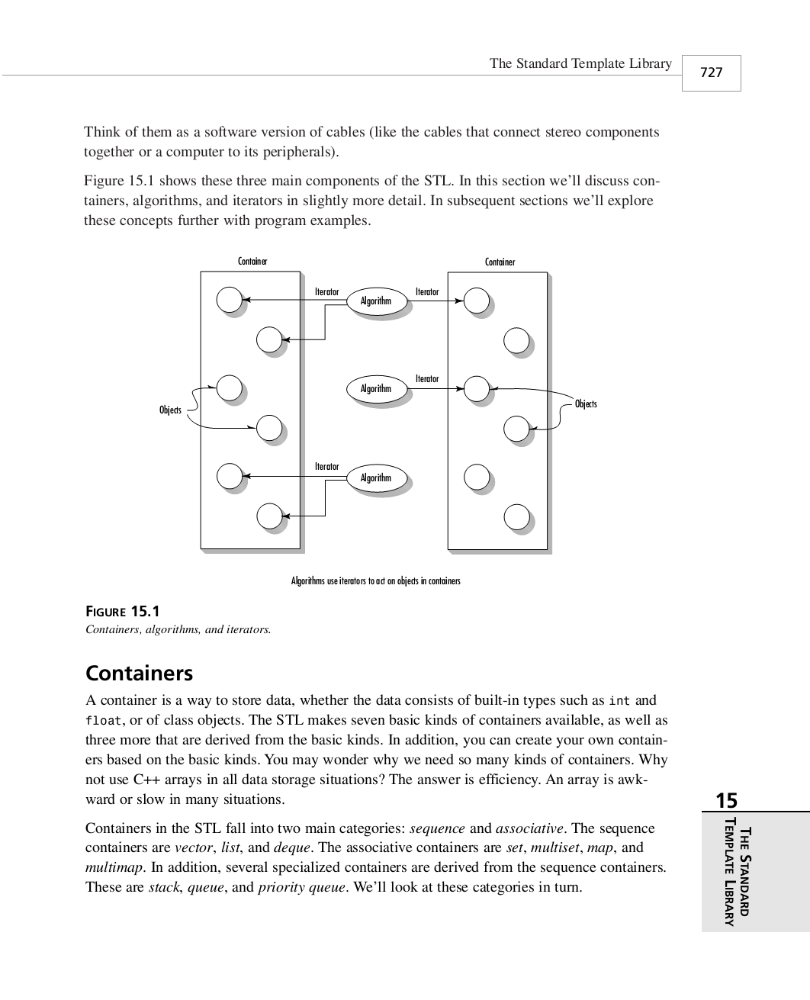 The Standard Template Library
727
Think of them as a software version of cables (like the cables that connect stereo components
together or a computer to its peripherals).
Figure 15.1 shows these three main components of the STL. In this section we’ll discuss con-
tainers, algorithms, and iterators in slightly more detail. In subsequent sections we’ll explore
these concepts further with program examples.
Container
Container
Iterator
Algorithm
Iterator
Algorithm
Iterator
Objects
Objects
Iterator
Algorithm
Algorithms use iterators to act on objects in containers
FIGURE 15.1
Containers, algorithms, and iterators.
Containers
A container is a way to store data, whether the data consists of built-in types such as int and
float, or of class objects. The STL makes seven basic kinds of containers available, as well as
three more that are derived from the basic kinds. In addition, you can create your own contain-
ers based on the basic kinds. You may wonder why we need so many kinds of containers. Why
not use C++ arrays in all data storage situations? The answer is efficiency. An array is awk-
ward or slow in many situations.
Containers in the STL fall into two main categories: sequence and associative. The sequence
containers are vector, list, and deque. The associative containers are set, multiset, map, and
multimap. In addition, several specialized containers are derived from the sequence containers.
These are stack, queue, and priority queue. We’ll look at these categories in turn.
15
THE STANDARD
TEMPLATE LIBRARY